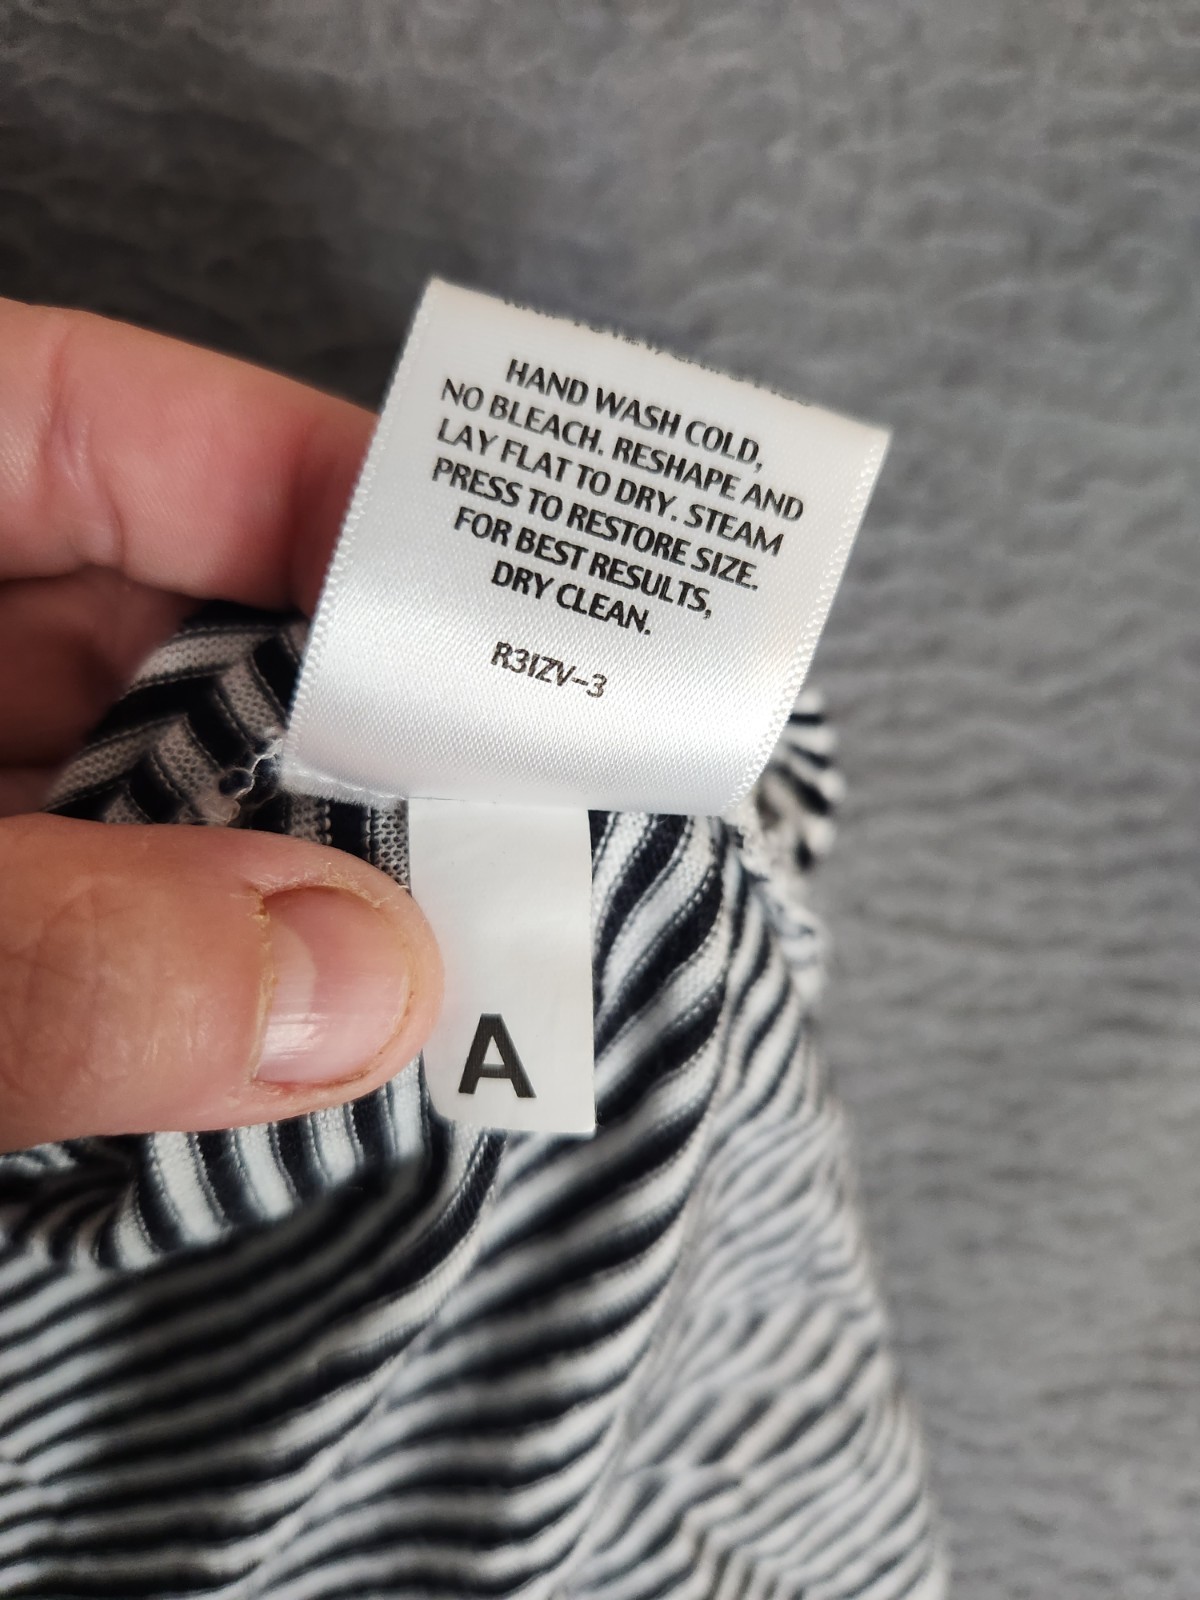 HAND WASH COLD,
NO BLEACH. RESHAPE AND
LAY FLAT TO DRY. STEAM
PRESS TO RESTORE SIZE.
FOR BEST RESULTS,
DRY CLEAN.
R3IZV-3
A